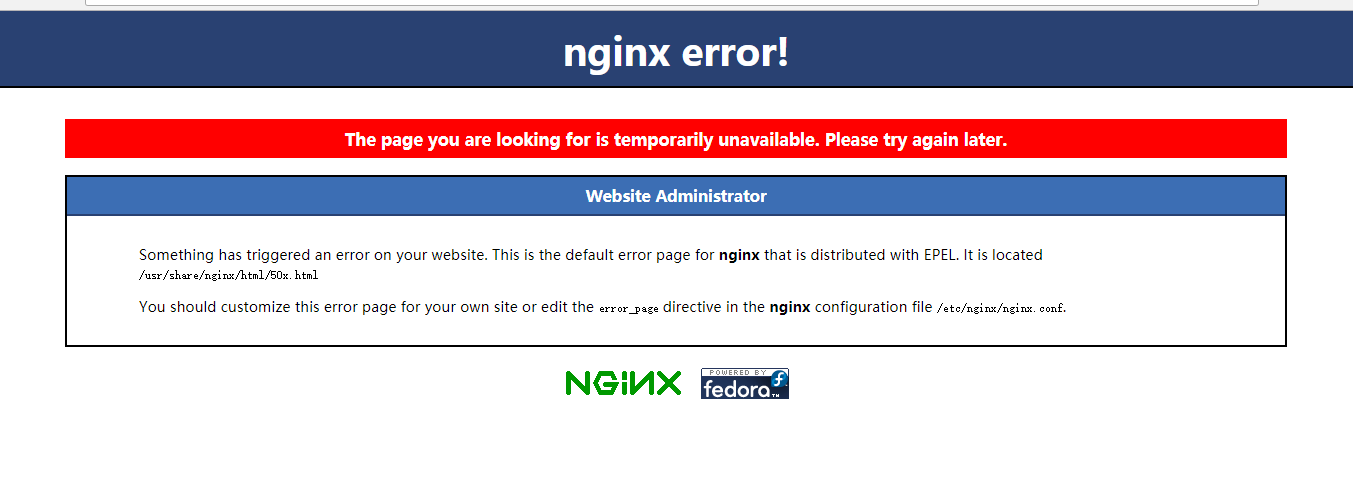 nginx error!
The page you are looking for is temporarily unavailable. Please try again later.
Website Administrator
Something has triggered an error on your website. This is the default error page for nginx that is distributed with EPEL. It is located
/usr/share/nginx/html/50x.html
You should customize this error page for your own site or edit the error_page directive in the nginx configuration file /etc/nginx/nginx.conf.
NGINX
POWERED BY
fedora™